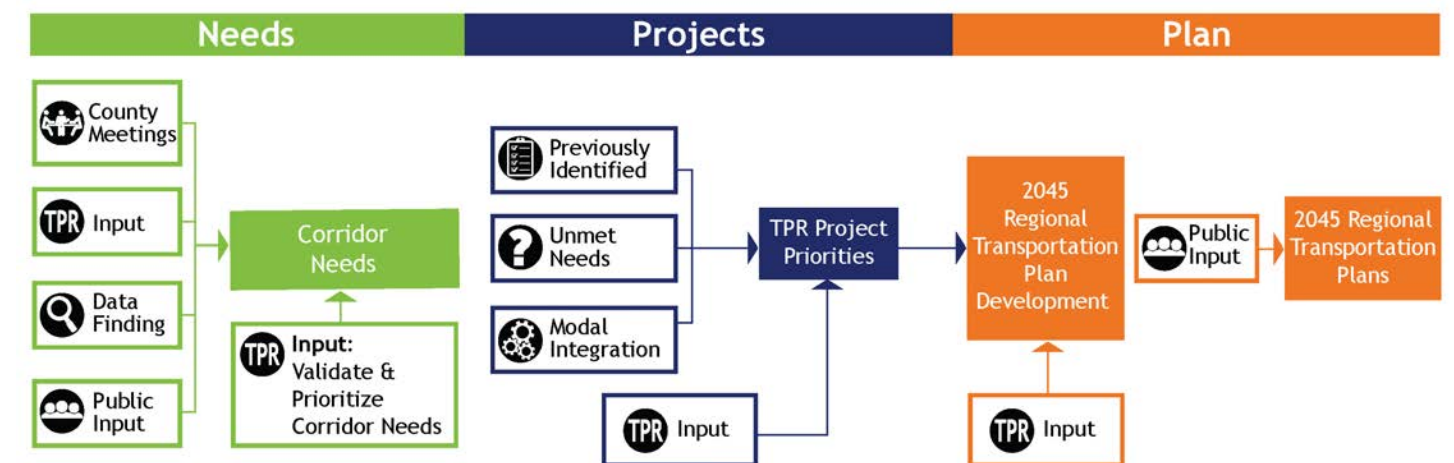 Needs
Projects
Plan
County
Meetings
TPR Input
Data
Finding
Public
Input
Corridor
Needs
TPR Input:
Validate &
Prioritize
Corridor Needs
Previously
Identified
? Unmet
Needs
Modal
Integration
TPR Input
TPR Project
Priorities
2045
Regional
Transportation
Plan
Development
TPR Input
Public
Input
2045 Regional
Transportation
Plans